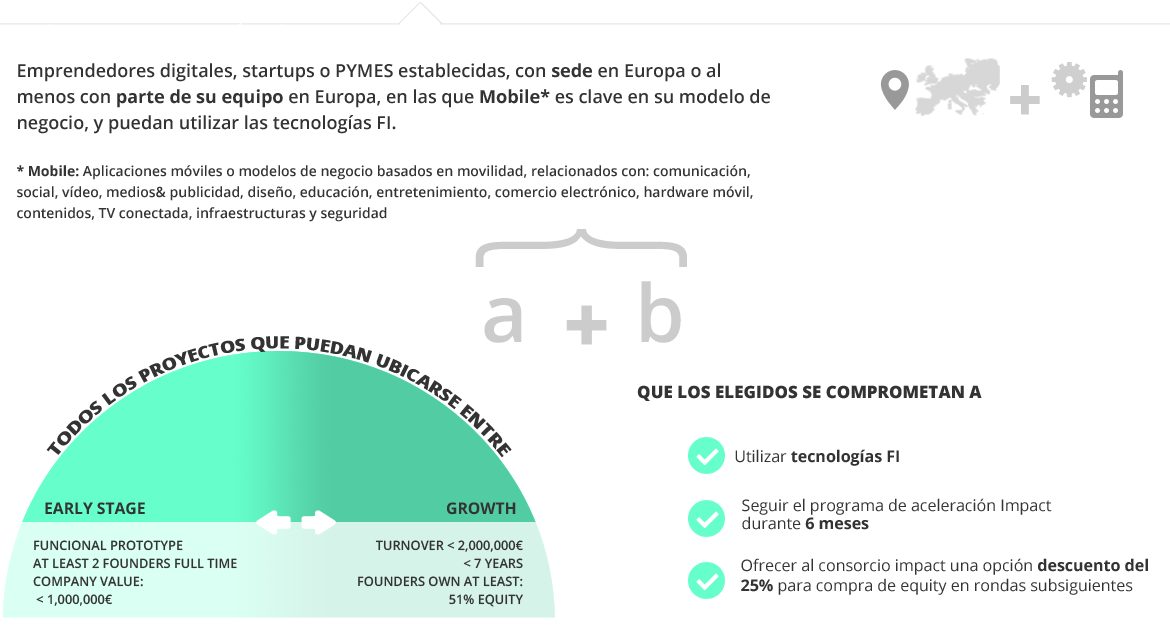 Emprendedores digitales, startups o PYMES establecidas, con sede en Europa o al
menos con parte de su equipo en Europa, en las que Mobile* es clave en su modelo de
negocio, y puedan utilizar las tecnologías FI.
* Mobile: Aplicaciones móviles o modelos de negocio basados en movilidad, relacionados con: comunicación,
social, vídeo, medios& publicidad, diseño, educación, entretenimiento, comercio electrónico, hardware móvil,
contenidos, TV conectada, infraestructuras y seguridad
a + b
TODOS LOS PROYECTOS QUE PUEDAN UBICARSE ENTRE
EARLY STAGE
FUNCIONAL PROTOTYPE
AT LEAST 2 FOUNDERS FULL TIME
COMPANY VALUE:
< 1,000,000€
GROWTH
TURNOVER < 2,000,000€
< 7 YEARS
FOUNDERS OWN AT LEAST:
51% EQUITY
QUE LOS ELEGIDOS SE COMPROMETAN A
Utilizar tecnologías FI
Seguir el programa de aceleración Impact
durante 6 meses
Ofrecer al consorcio impact una opción descuento del
25% para compra de equity en rondas subsiguientes